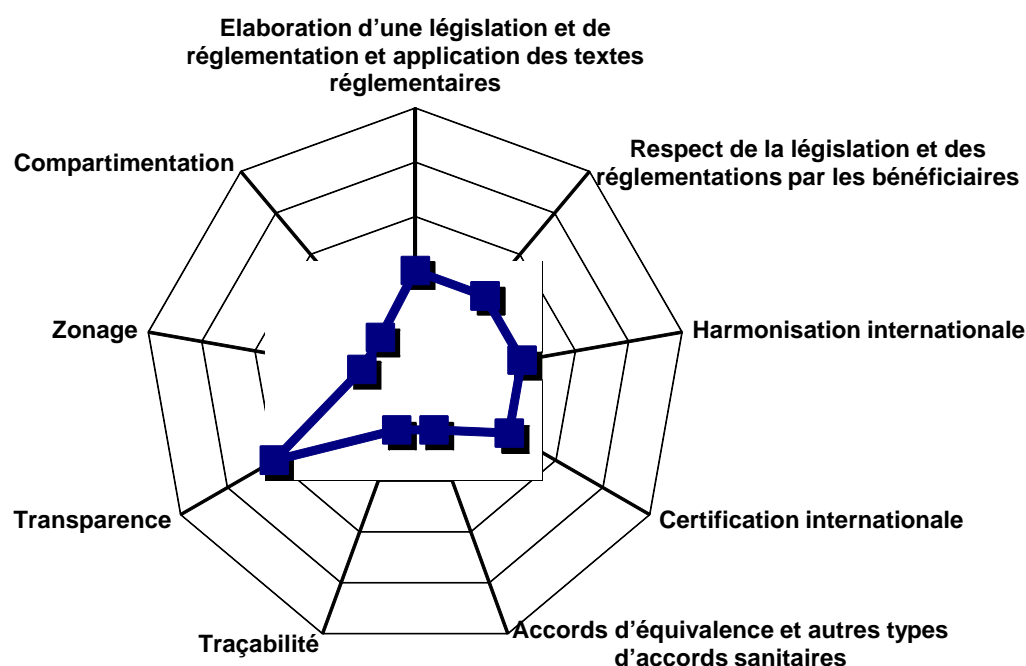 Elaboration d’une législation et de
réglementation et application des textes
réglementaires
Compartimentation
Respect de la législation et des
réglementations par les bénéficiaires
Zonage
Harmonisation internationale
Transparence
Certification internationale
Traçabilité
Accords d’équivalence et autres types
d’accords sanitaires